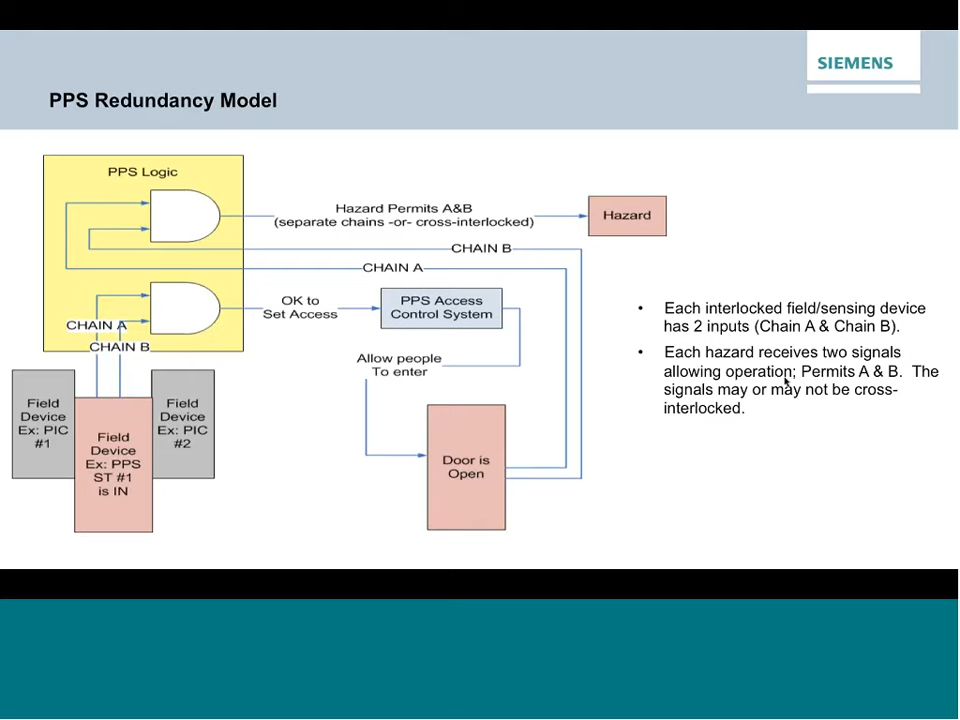 SIEMENS
PPS Redundancy Model
PPS Logic
Hazard Permits A&B
(separate chains -or- cross-interlocked)
Hazard
CHAIN B
CHAIN A
OK to
Set Access
PPS Access
Control System
CHAIN A
CHAIN B
Allow people
To enter
Field
Device
Ex: PIC
#1
Field
Device
Ex: PPS
ST #1
is IN
Field
Device
Ex: PIC
#2
Door is
Open
• Each interlocked field/sensing device
has 2 inputs (Chain A & Chain B).
• Each hazard receives two signals
allowing operation; Permits A & B. The
signals may or may not be cross-
interlocked.